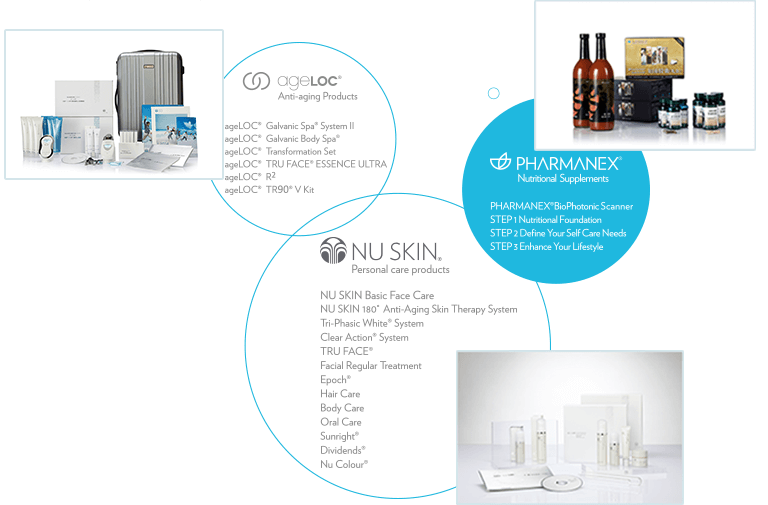 ageLOC®
Anti-aging Products
ageLOC® Galvanic Spa® System II
ageLOC® Galvanic Body Spa®
ageLOC® Transformation Set
ageLOC® TRU FACE® ESSENCE ULTRA
ageLOC® R²
ageLOC® TR90® V Kit
PHARMANEX®
Nutritional Supplements
PHARMANEX®BioPhotonic Scanner
STEP 1 Nutritional Foundation
STEP 2 Define Your Self Care Needs
STEP 3 Enhance Your Lifestyle
NU SKIN®
Personal care products
NU SKIN Basic Face Care
NU SKIN 180° Anti-Aging Skin Therapy System
Tri-Phasic White® System
Clear Action® System
TRU FACE®
Facial Regular Treatment
Epoch®
Hair Care
Body Care
Oral Care
Sunright®
Dividends®
Nu Colour®